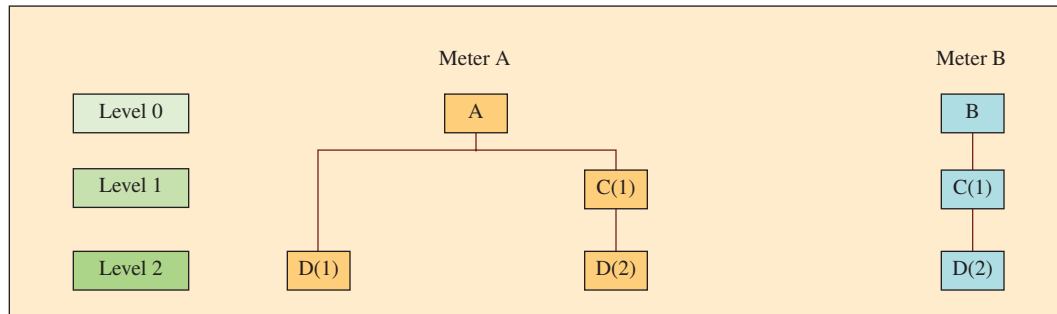 Meter A Meter B
Level 0 A B
Level 1 C(1) C(1)
Level 2 D(1) D(2) D(2)